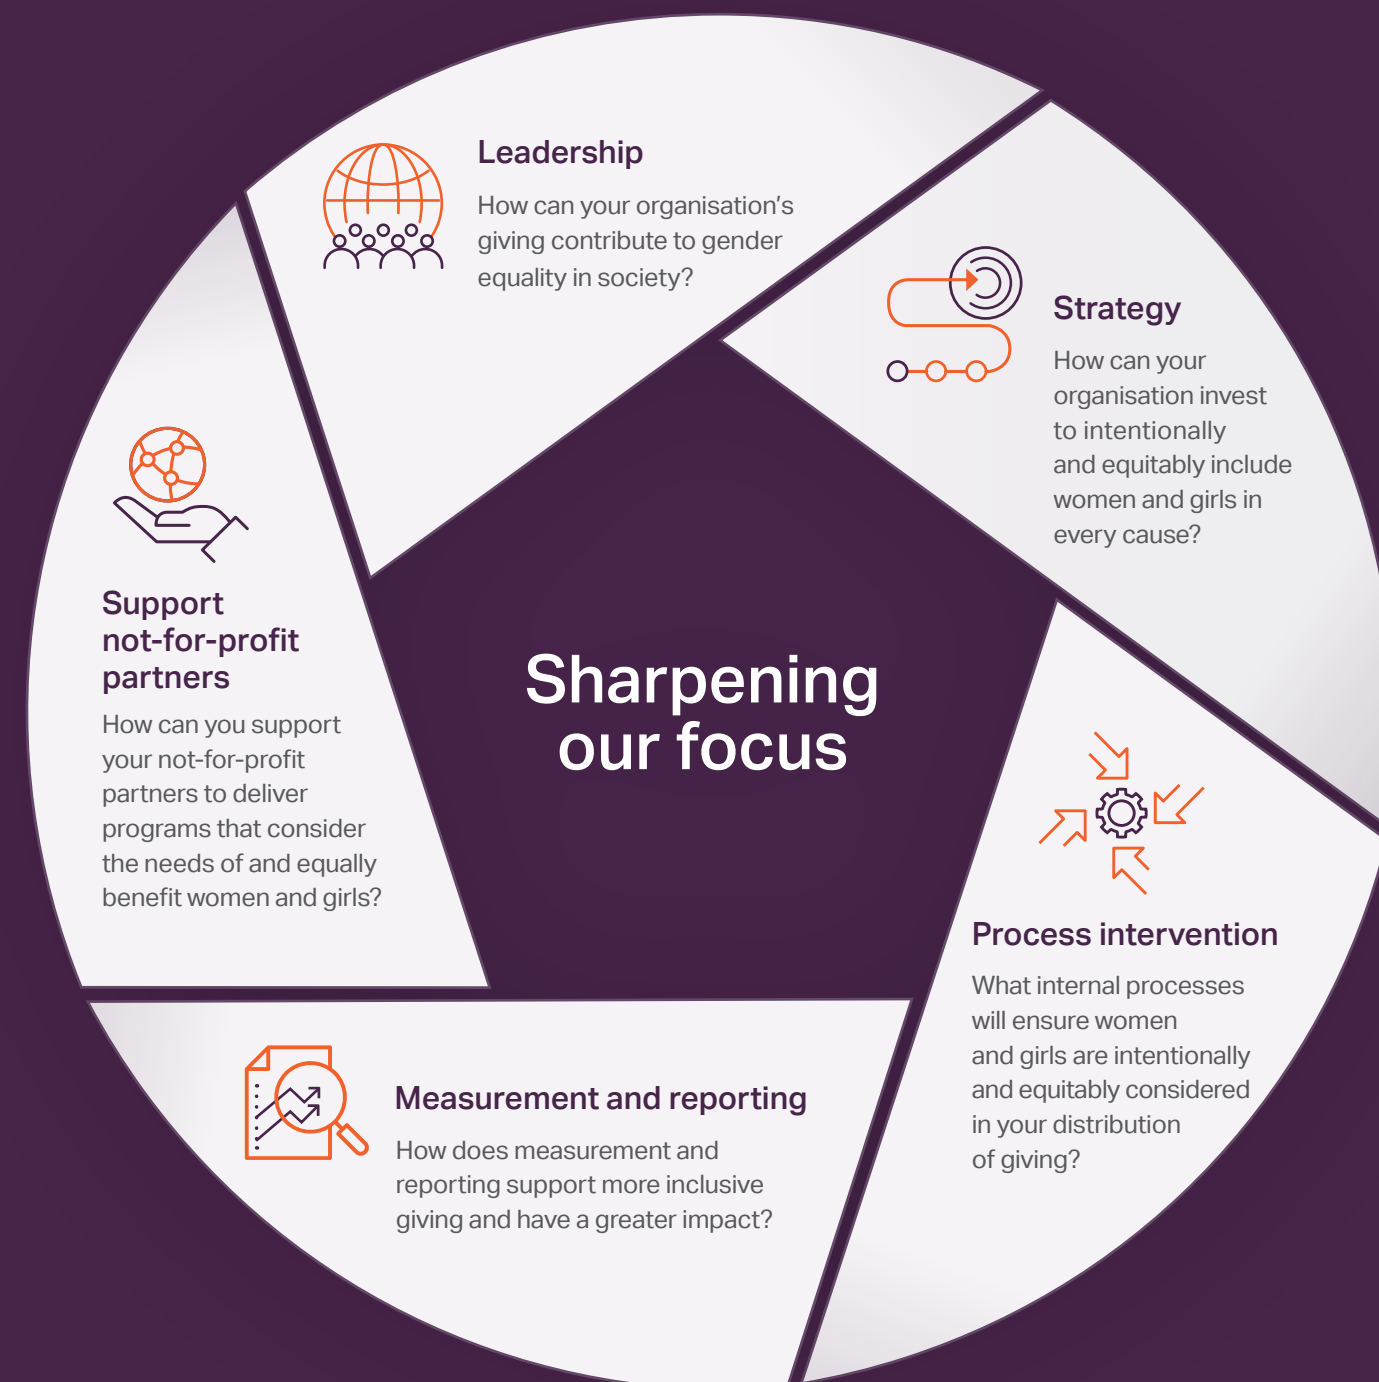 Leadership
How can your organisation's
giving contribute to gender
equality in society?
Strategy
How can your
organisation invest
to intentionally
and equitably include
women and girls in
every cause?
Support
not-for-profit
partners
How can you support
your not-for-profit
partners to deliver
programs that consider
the needs of and equally
benefit women and girls?
Sharpening
our focus
Process intervention
What internal processes
will ensure women
and girls are intentionally
and equitably considered
in your distribution
of giving?
Measurement and reporting
How does measurement and
reporting support more inclusive
giving and have a greater impact?